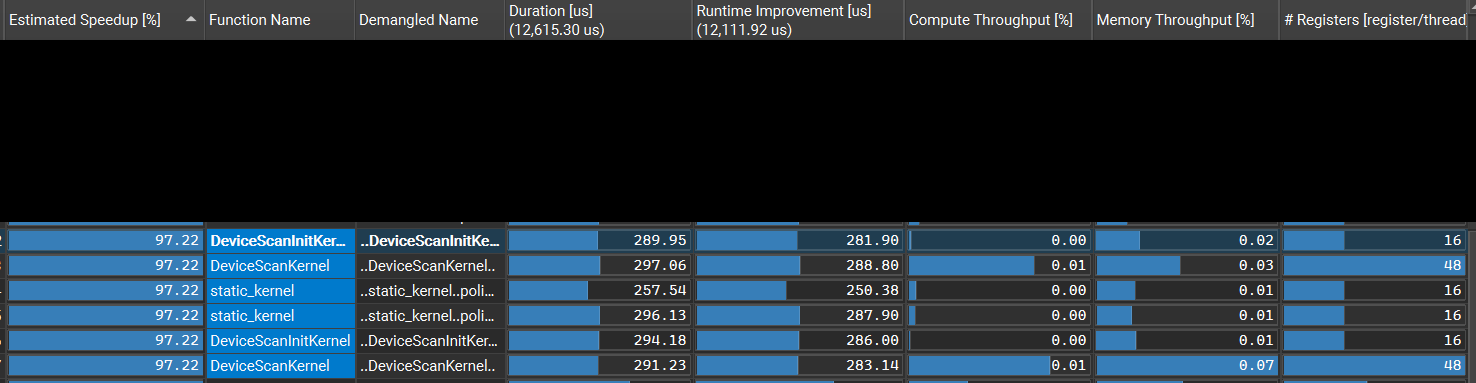 Estimated Speedup [%] Function Name Demangled Name Duration [us] Runtime Improvement [us] Compute Throughput [%] Memory Throughput [%] # Registers [register/thread
(12,615.30 us) (12,111.92 us)
97.22 DeviceScanInitKer... ..DeviceScanInitKe... 289.95 281.90 0.00 0.02 16
97.22 DeviceScanKernel ..DeviceScanKernel.. 297.06 288.80 0.01 0.03 48
97.22 static_kernel ..static_kernel..poli... 257.54 250.38 0.00 0.01 16
97.22 static_kernel ..static_kernel..poli... 296.13 287.90 0.00 0.01 16
97.22 DeviceScanInitKernel ..DeviceScanInitKer... 294.18 286.00 0.00 0.01 16
97.22 DeviceScanKernel ..DeviceScanKernel.. 291.23 283.14 0.01 0.07 48